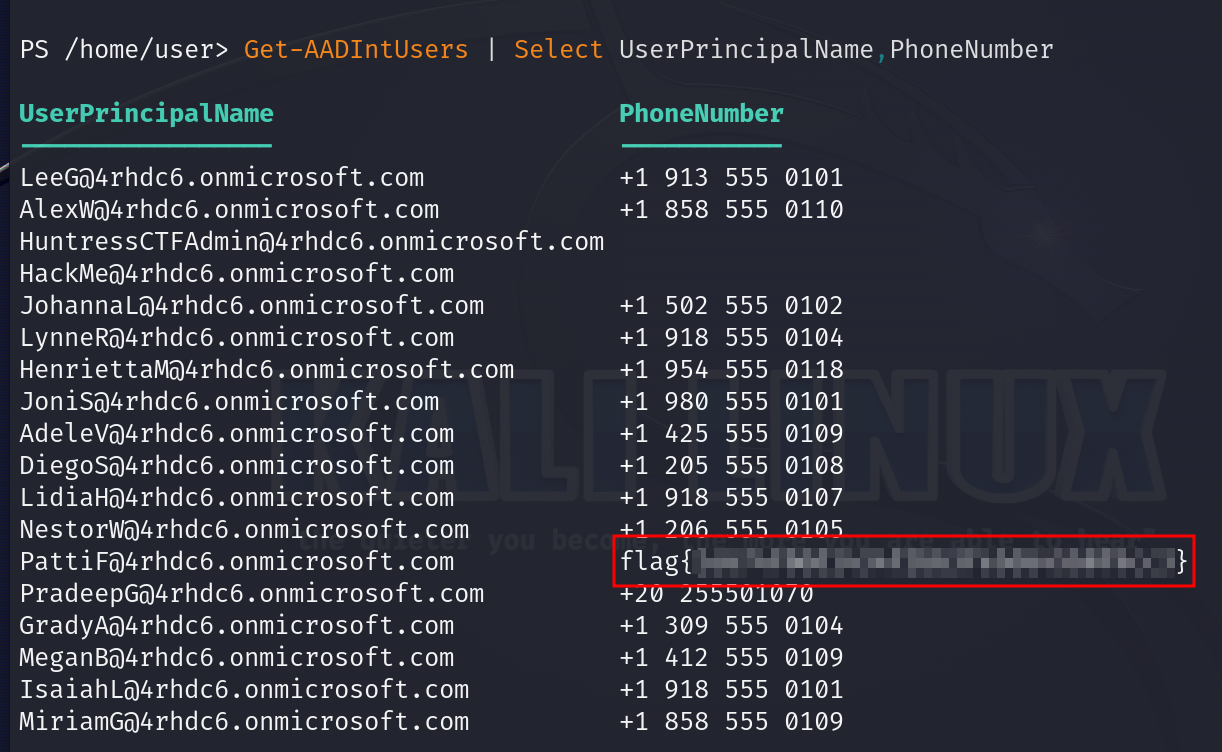 PS /home/user> Get-AADIntUsers | Select UserPrincipalName,PhoneNumber
UserPrincipalName PhoneNumber
----------------- -----------
LeeG@4rhdc6.onmicrosoft.com +1 913 555 0101
AlexW@4rhdc6.onmicrosoft.com +1 858 555 0110
HuntressCTFAdmin@4rhdc6.onmicrosoft.com
HackMe@4rhdc6.onmicrosoft.com
JohannaL@4rhdc6.onmicrosoft.com +1 502 555 0102
LynneR@4rhdc6.onmicrosoft.com +1 918 555 0104
HenriettaM@4rhdc6.onmicrosoft.com +1 954 555 0118
JoniS@4rhdc6.onmicrosoft.com +1 980 555 0101
AdeleV@4rhdc6.onmicrosoft.com +1 425 555 0109
DiegoS@4rhdc6.onmicrosoft.com +1 205 555 0108
KALI LINUX
LidiaH@4rhdc6.onmicrosoft.com +1 918 555 0107
NestorW@4rhdc6.onmicrosoft.com +1 206 555 0105
the quieter you become, the you are able to hear"
PattiF@4rhdc6.onmicrosoft.com flag{ }
PradeepG@4rhdc6.onmicrosoft.com +20 255501070
GradyA@4rhdc6.onmicrosoft.com +1 309 555 0104
MeganB@4rhdc6.onmicrosoft.com +1 412 555 0109
IsaiahL@4rhdc6.onmicrosoft.com +1 918 555 0101
MiriamG@4rhdc6.onmicrosoft.com +1 858 555 0109